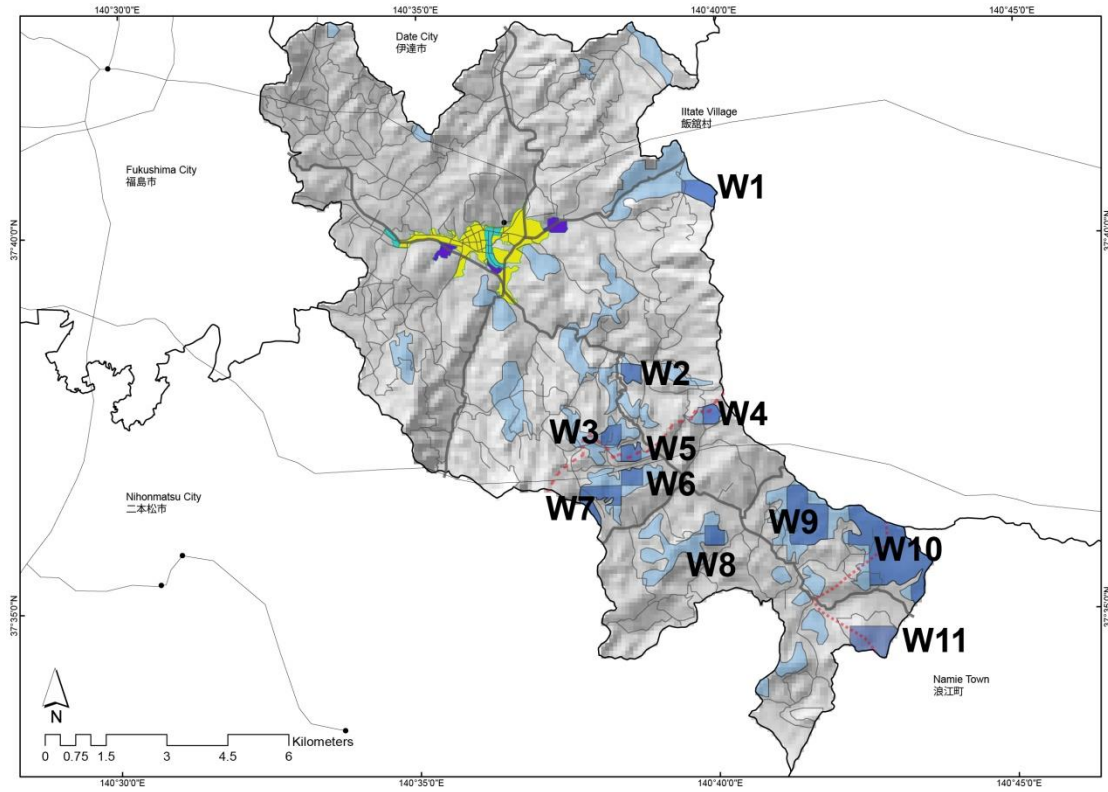 140°30'0"E 140°35'0"E 140°40'0"E 140°45'0"E
Date City
伊達市
IItate Village
飯舘村
Fukushima City
福島市
W1
37°40'0"N 37°40'0"N
W2
W4
W3
W5
W6
W7
Nihonmatsu City
二本松市
W9
W10
W8
37°35'0"N 37°35'0"N
W11
Namie Town
浪江町
N
Kilometers
0 0.75 1.5 3 4.5 6
140°30'0"E 140°35'0"E 140°40'0"E 140°45'0"E